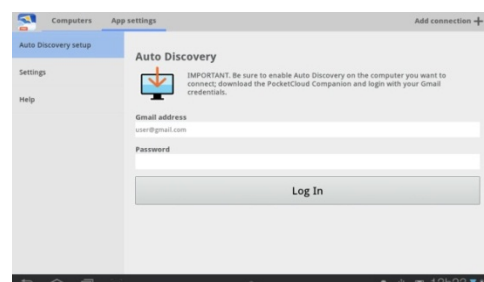 Computers App settings Add connection +
Auto Discovery setup
Settings
Help
Auto Discovery
IMPORTANT. Be sure to enable Auto Discovery on the computer you want to
connect; download the PocketCloud Companion and login with your Gmail
credentials.
Gmail address
user@gmail.com
Password
Log In